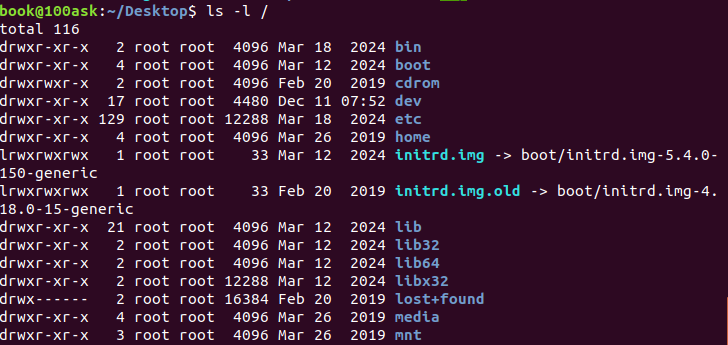 book@100ask:~/Desktop$ ls -l /
total 116
drwxr-xr-x   2 root root  4096 Mar 18  2024 bin
drwxr-xr-x   4 root root  4096 Mar 12  2024 boot
drwxrwxr-x   2 root root  4096 Feb 20  2019 cdrom
drwxr-xr-x  17 root root  4480 Dec 11 07:52 dev
drwxr-xr-x 129 root root 12288 Mar 18  2024 etc
drwxr-xr-x   4 root root  4096 Mar 26  2019 home
lrwxrwxrwx   1 root root    33 Mar 12  2024 initrd.img -> boot/initrd.img-5.4.0-
150-generic
lrwxrwxrwx   1 root root    33 Feb 20  2019 initrd.img.old -> boot/initrd.img-4.
18.0-15-generic
drwxr-xr-x  21 root root  4096 Mar 12  2024 lib
drwxr-xr-x   2 root root  4096 Mar 12  2024 lib32
drwxr-xr-x   2 root root  4096 Mar 12  2024 lib64
drwxr-xr-x   2 root root 12288 Mar 12  2024 libx32
drwx------   2 root root 16384 Feb 20  2019 lost+found
drwxr-xr-x   4 root root  4096 Mar 26  2019 media
drwxr-xr-x   3 root root  4096 Mar 26  2019 mnt